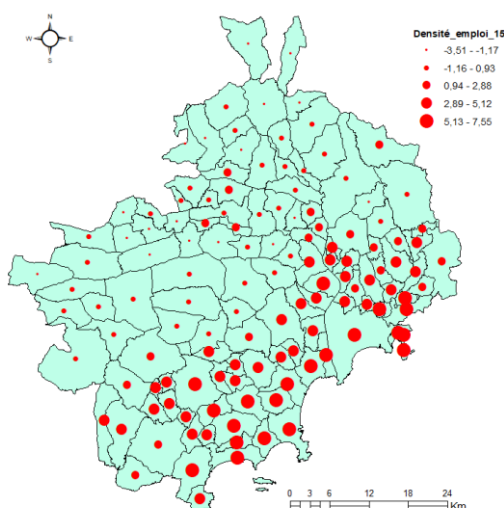 N
W E
S
Densité_emploi_15
-3,51 - -1,17
-1,16 - 0,93
0,94 - 2,88
2,89 - 5,12
5,13 - 7,55
0 3 6 12 18 24
Km